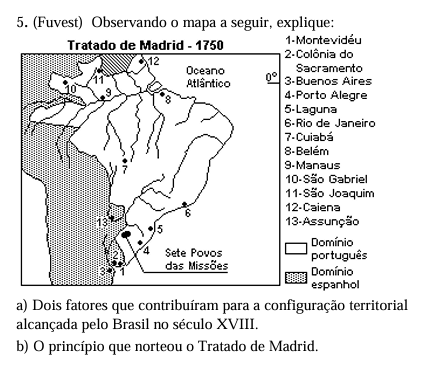 5. (Fuvest) Observando o mapa a seguir, explique:
Tratado de Madrid - 1750
Oceano
Atlântico
0º
12
11
10
9
8
7
6
13
5
4
2
3
1
Sete Povos
das Missões
1-Montevidéu
2-Colônia do
Sacramento
3-Buenos Aires
4-Porto Alegre
5-Laguna
6-Rio de Janeiro
7-Cuiabá
8-Belém
9-Manaus
10-São Gabriel
11-São Joaquim
12-Caiena
13-Assunção
Domínio
português
Domínio
espanhol
a) Dois fatores que contribuíram para a configuração territorial
alcançada pelo Brasil no século XVIII.
b) O princípio que norteou o Tratado de Madrid.